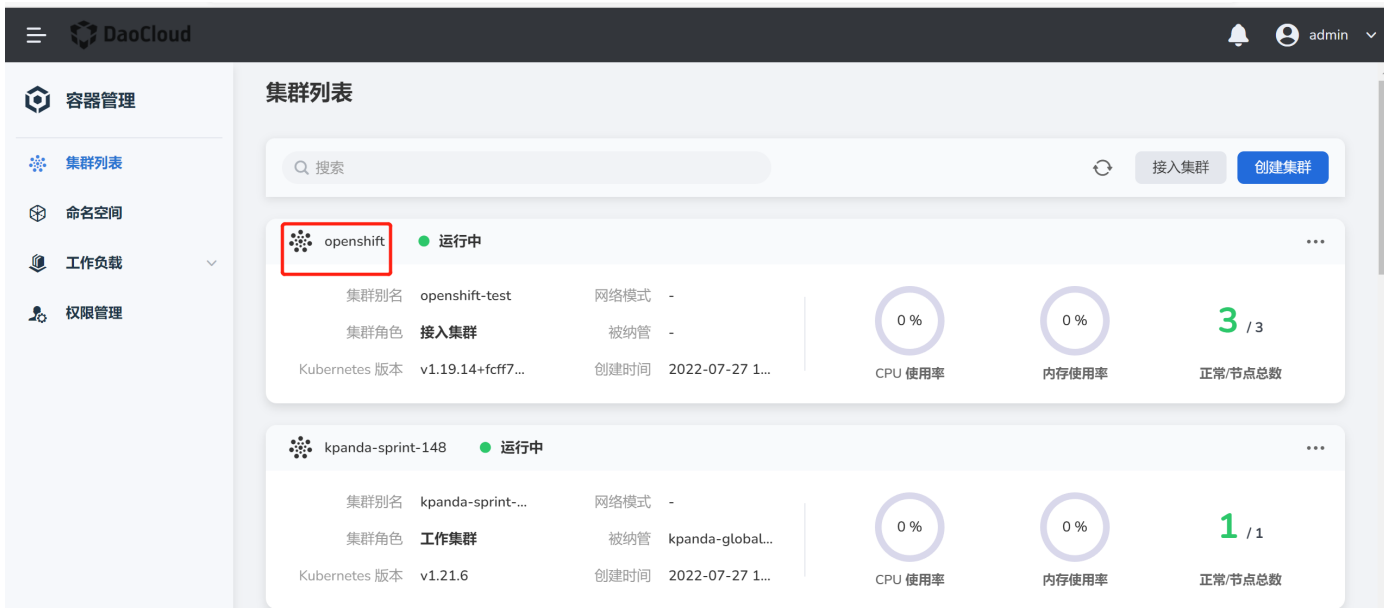 DaoCloud
admin
容器管理
集群列表
命名空间
工作负载
权限管理
集群列表
搜索
接入集群
创建集群
openshift 运行中
集群别名 openshift-test 网络模式 -
集群角色 接入集群 被纳管 -
Kubernetes 版本 v1.19.14+fcff7... 创建时间 2022-07-27 1...
0 %
CPU 使用率
0 %
内存使用率
3 / 3
正常/节点总数
kpanda-sprint-148 运行中
集群别名 kpanda-sprint-... 网络模式 -
集群角色 工作集群 被纳管 kpanda-global...
Kubernetes 版本 v1.21.6 创建时间 2022-07-27 1...
0 %
CPU 使用率
0 %
内存使用率
1 / 1
正常/节点总数